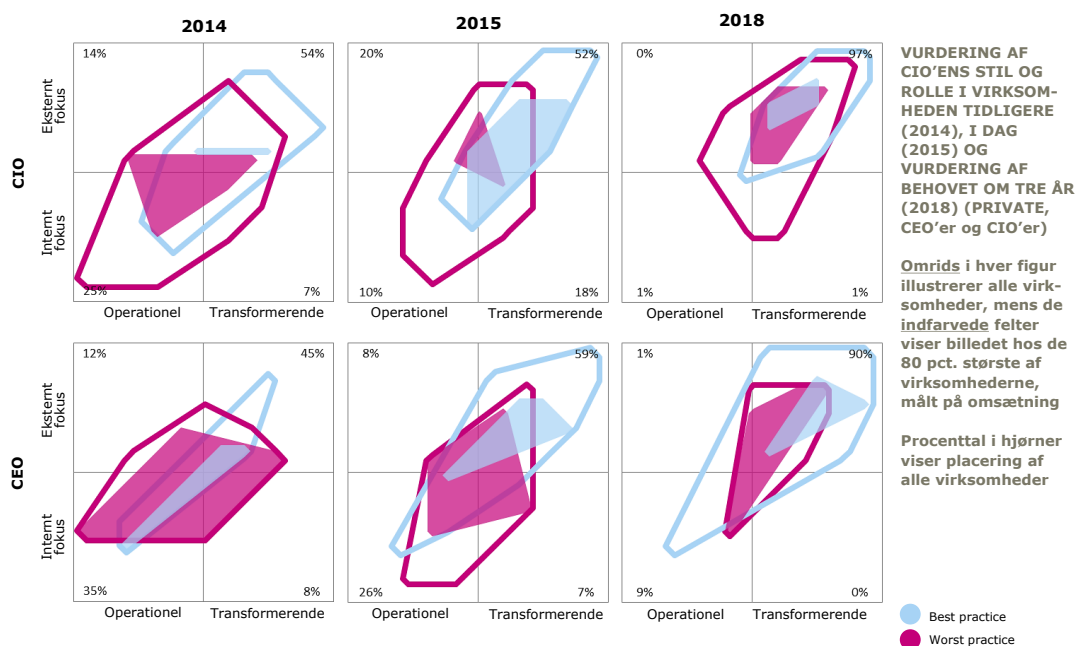 2014
2015
2018
14%
54%
20%
52%
0%
97%
CIO
Eksternt
fokus
Internt
fokus
25%
7%
10%
18%
1%
1%
Operationel
Transformerende
Operationel
Transformerende
Operationel
Transformerende
12%
45%
8%
59%
1%
90%
CEO
Eksternt
fokus
Internt
fokus
35%
8%
26%
7%
9%
0%
Operationel
Transformerende
Operationel
Transformerende
Operationel
Transformerende
VURDERING AF
CIO’ENS STIL OG
ROLLE I VIRKSOM-
HEDEN TIDLIGERE
(2014), I DAG
(2015) OG
VURDERING AF
BEHOVET OM TRE ÅR
(2018) (PRIVATE,
CEO’er og CIO’er)
Omrids i hver figur
illustrerer alle virk-
somheder, mens de
indfarvede felter
viser billedet hos de
80 pct. største af
virksomhederne,
målt på omsætning
Procenttal i hjørner
viser placering af
alle virksomheder
Best practice
Worst practice